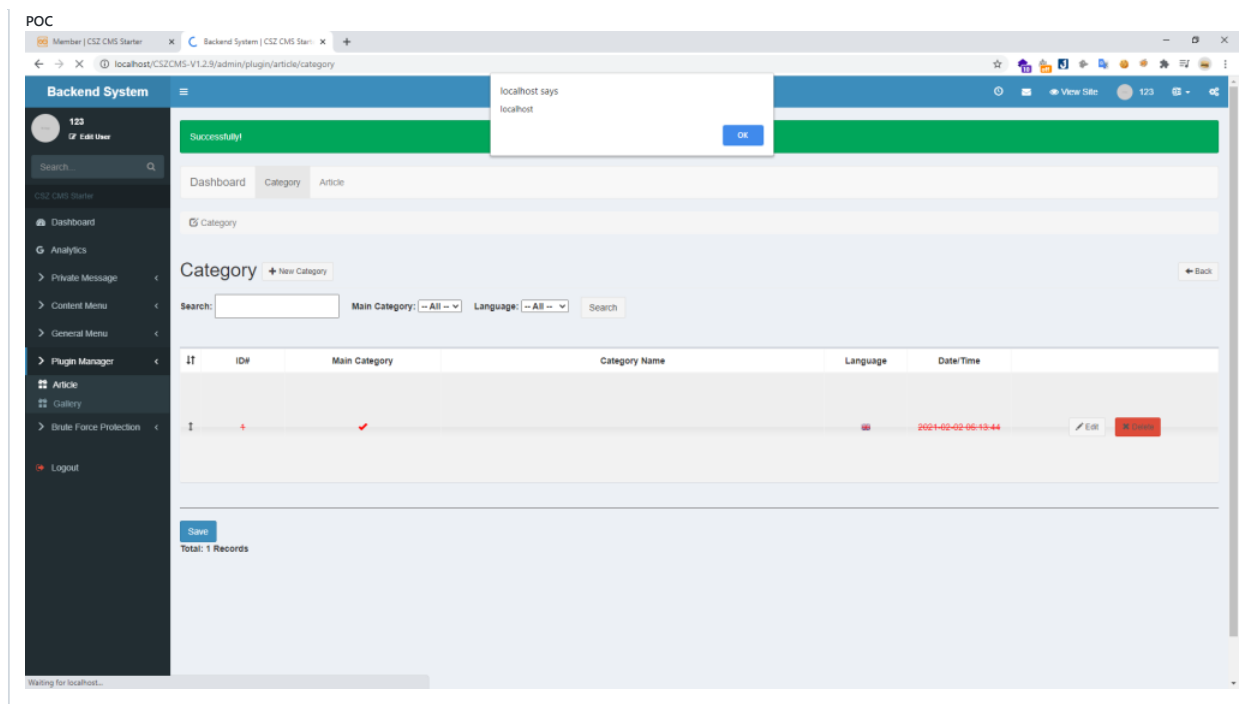 POC
Member | CSZ CMS Starter
Backend System | CSZ CMS Start
localhost/CSZCMS-V1.2.9/admin/plugin/article/category
Backend System
localhost says
localhost
OK
View Site
123
123
Edit User
Successfully!
Search...
CSZ CMS Starter
Dashboard
Category
Article
Dashboard
Category
Analytics
Private Message
Category
New Category
Back
Content Menu
Search:
Main Category:
-- All --
Language:
-- All --
Search
General Menu
Plugin Manager
ID#
Main Category
Category Name
Language
Date/Time
Article
Gallery
Brute Force Protection
1
2021-02-02 06:13:44
Edit
Delete
Logout
Save
Total: 1 Records
Waiting for localhost...